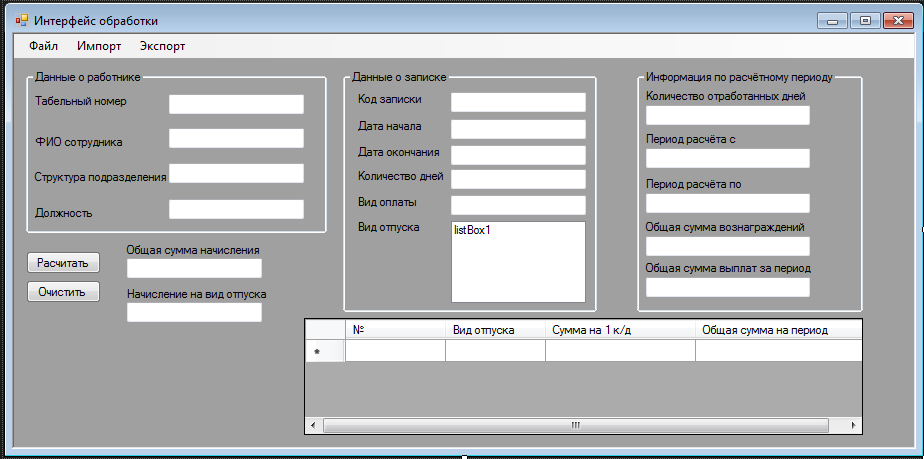 Интерфейс обработки
Файл Импорт Экспорт
Данные о работнике
Табельный номер
ФИО сотрудника
Структура подразделения
Должность
Расчитать
Очистить
Общая сумма начисления
Начисление на вид отпуска
Данные о записке
Код записки
Дата начала
Дата окончания
Количество дней
Вид оплаты
Вид отпуска
listBox1
Информация по расчётному периоду
Количество отработанных дней
Период расчёта с
Период расчёта по
Общая сумма вознаграждений
Общая сумма выплат за период
№ Вид отпуска Сумма на 1 к/д Общая сумма на период
*